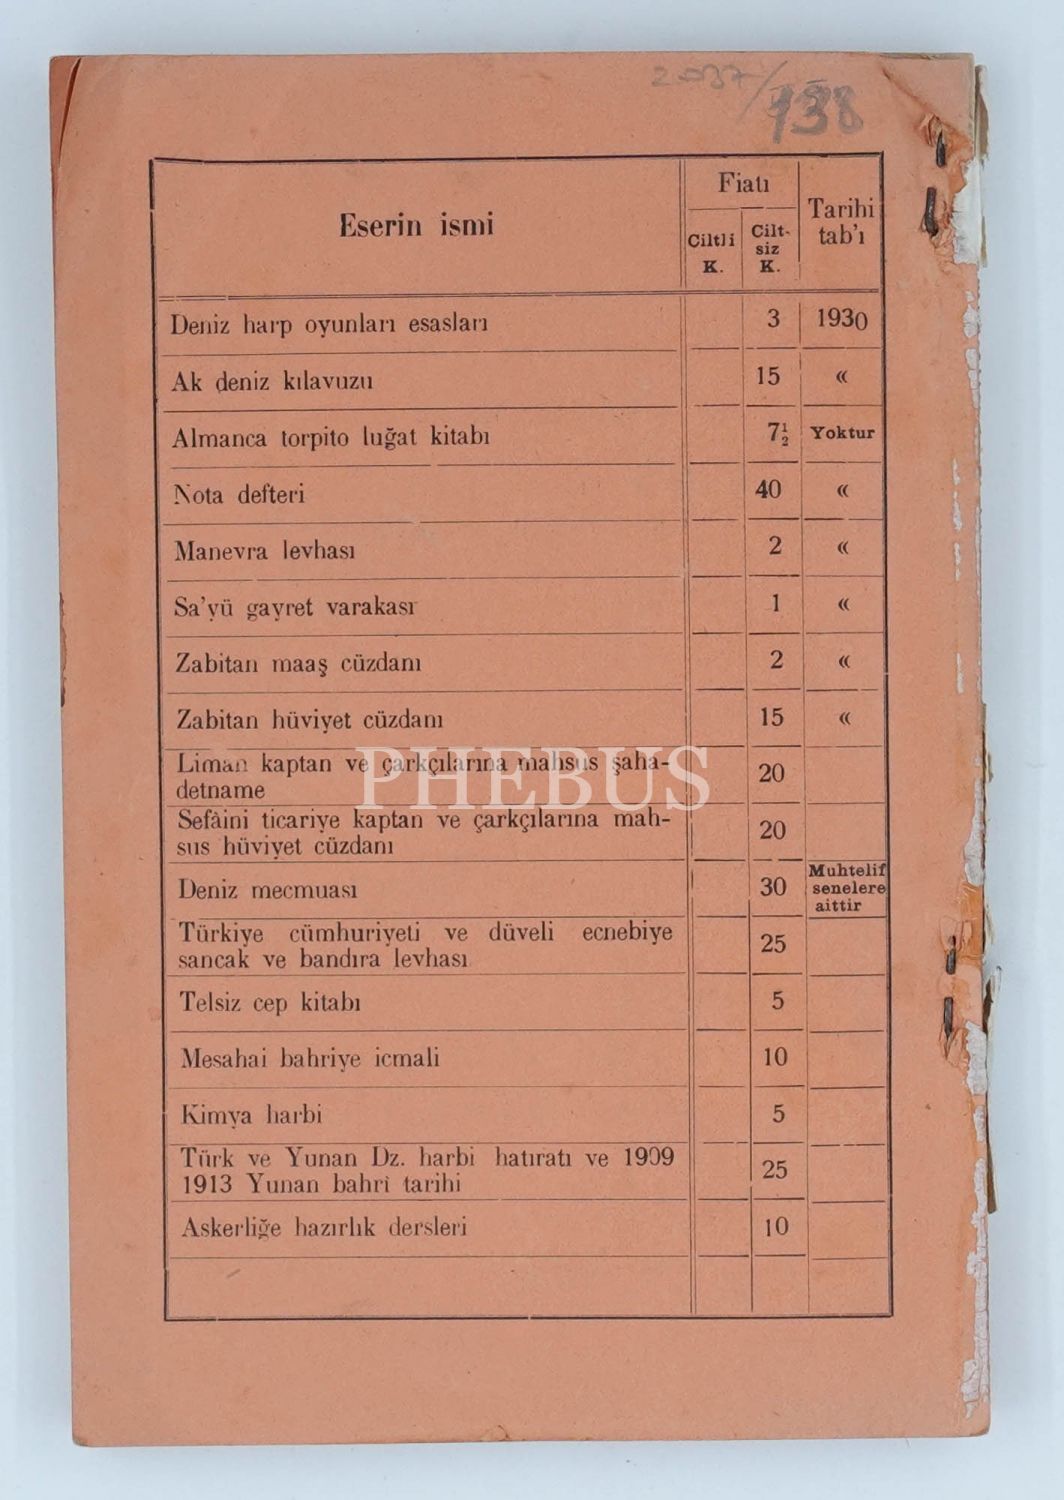 2037/938
Eserin ismi
Fiatı
Ciltli
K.
Cilt-
siz
K.
Tarihi
tab'ı
Deniz harp oyunları esasları 3 1930
Ak deniz kılavuzu 15 «
Almanca torpito luğat kitabı 7½ Yoktur
Nota defteri 40 «
Manevra levhası 2 «
Sa'yü gayret varakası 1 «
Zabitan maaş cüzdanı 2 «
Zabitan hüviyet cüzdanı 15 «
Liman kaptan ve çarkçılarına mahsus şaha-
detname 20
Sefâini ticariye kaptan ve çarkçılarına mah-
sus hüviyet cüzdanı 20
Deniz mecmuası 30 Muhtelif
senelere
aittir
Türkiye cümhuriyeti ve düveli ecnebiye
sancak ve bandıra levhası 25
Telsiz cep kitabı 5
Mesahai bahriye icmali 10
Kimya harbi 5
Türk ve Yunan Dz. harbi hatıratı ve 1909
1913 Yunan bahrî tarihi 25
Askerliğe hazırlık dersleri 10
PHEBUS